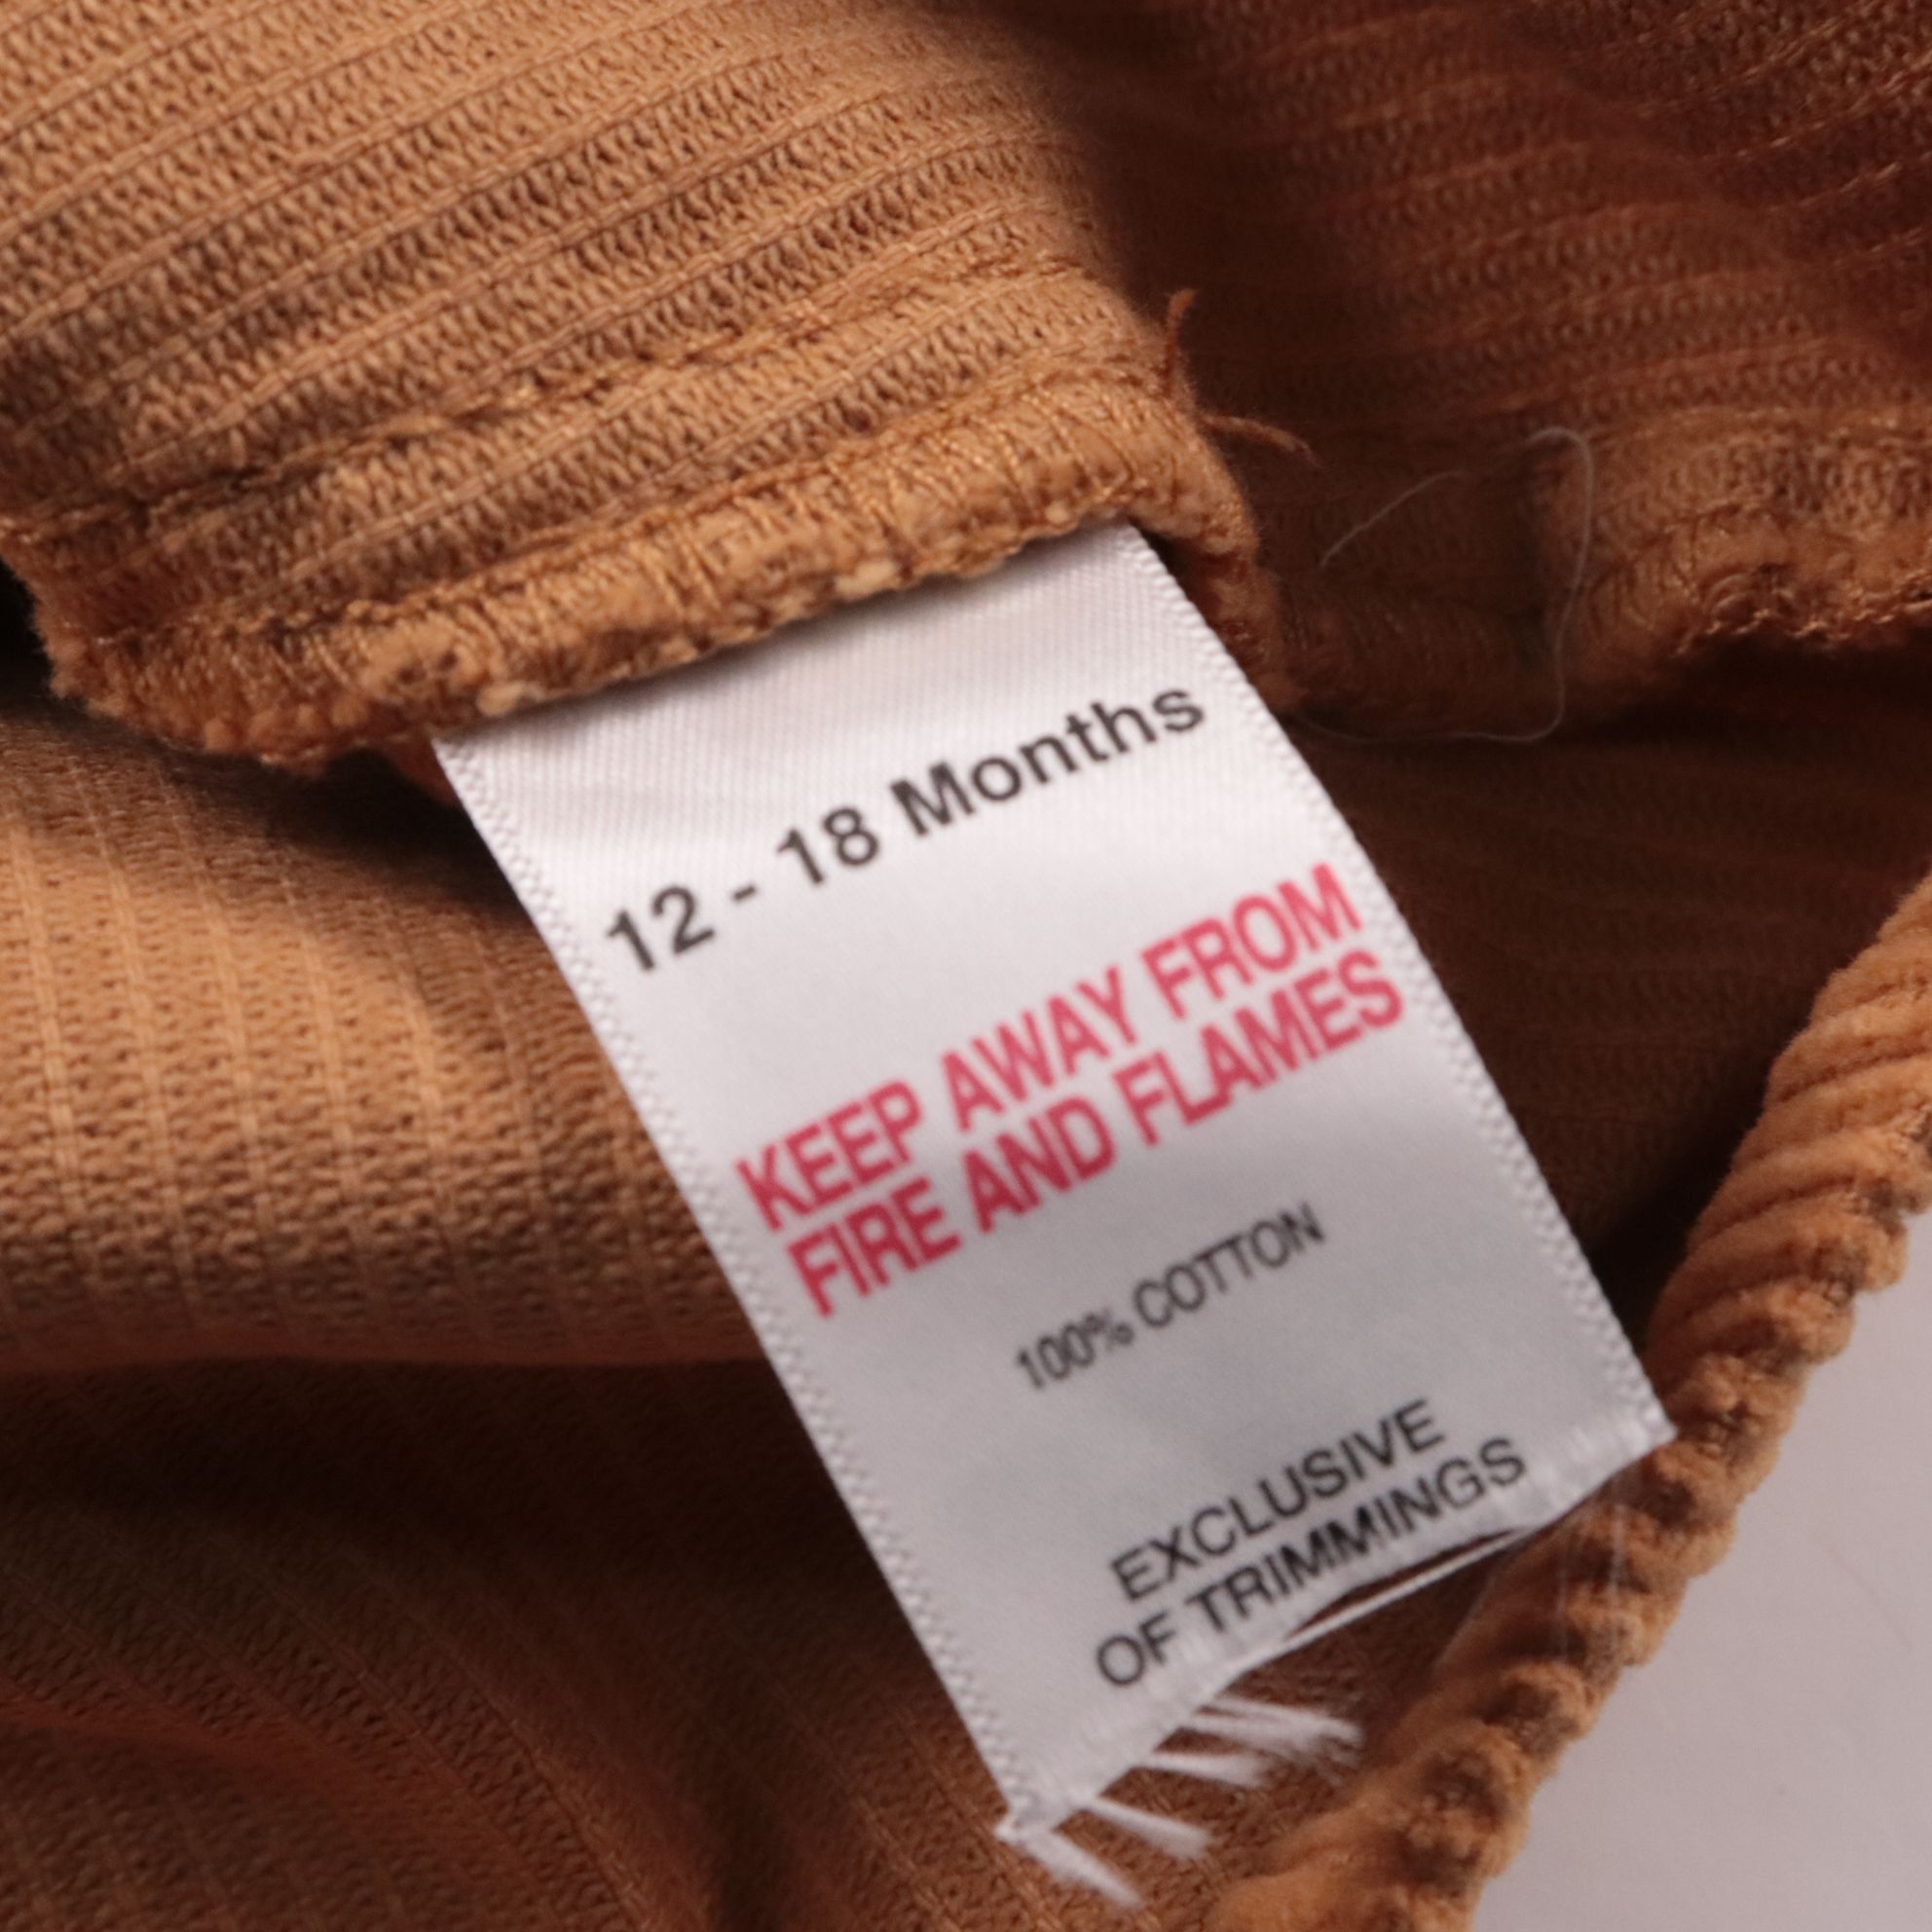 12 - 18 Months
KEEP AWAY FROM
FIRE AND FLAMES
100% COTTON
EXCLUSIVE
OF TRIMMINGS